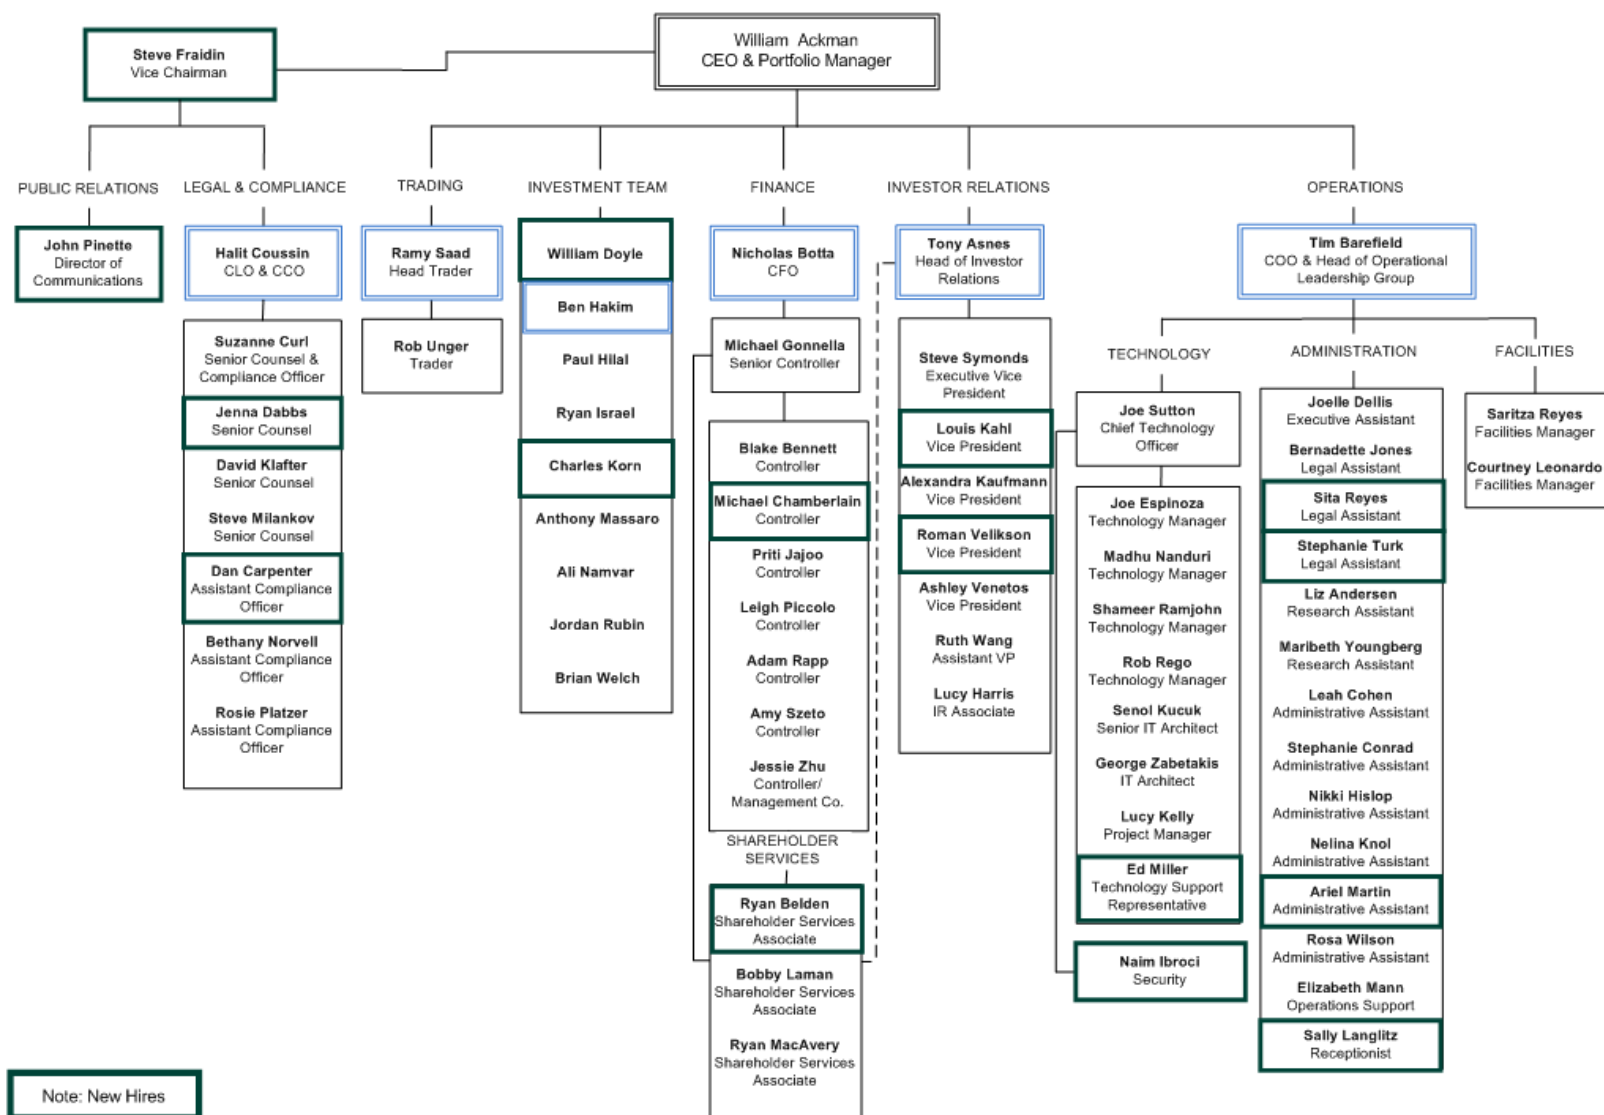 Steve Fraidin
Vice Chairman
William Ackman
CEO & Portfolio Manager
PUBLIC RELATIONS
John Pinette
Director of
Communications
LEGAL & COMPLIANCE
Halit Coussin
CLO & CCO
Suzanne Curl
Senior Counsel &
Compliance Officer
Jenna Dabbs
Senior Counsel
David Klafter
Senior Counsel
Steve Milankov
Senior Counsel
Dan Carpenter
Assistant Compliance
Officer
Bethany Norvell
Assistant Compliance
Officer
Rosie Platzer
Assistant Compliance
Officer
TRADING
Ramy Saad
Head Trader
Rob Unger
Trader
INVESTMENT TEAM
William Doyle
Ben Hakim
Paul Hilal
Ryan Israel
Charles Korn
Anthony Massaro
Ali Namvar
Jordan Rubin
Brian Welch
FINANCE
Nicholas Botta
CFO
Michael Gonnella
Senior Controller
Blake Bennett
Controller
Michael Chamberlain
Controller
Priti Jajoo
Controller
Leigh Piccolo
Controller
Adam Rapp
Controller
Amy Szeto
Controller
Jessie Zhu
Controller/
Management Co.
SHAREHOLDER
SERVICES
Ryan Belden
Shareholder Services
Associate
Bobby Laman
Shareholder Services
Associate
Ryan MacAvery
Shareholder Services
Associate
INVESTOR RELATIONS
Tony Asnes
Head of Investor
Relations
Steve Symonds
Executive Vice
President
Louis Kahl
Vice President
Alexandra Kaufmann
Vice President
Roman Velikson
Vice President
Ashley Venetos
Vice President
Ruth Wang
Assistant VP
Lucy Harris
IR Associate
OPERATIONS
Tim Barefield
COO & Head of Operational
Leadership Group
TECHNOLOGY
Joe Sutton
Chief Technology
Officer
Joe Espinoza
Technology Manager
Madhu Nanduri
Technology Manager
Shameer Ramjohn
Technology Manager
Rob Rego
Technology Manager
Senol Kucuk
Senior IT Architect
George Zabetakis
IT Architect
Lucy Kelly
Project Manager
Ed Miller
Technology Support
Representative
Naim Ibroci
Security
ADMINISTRATION
Joelle Dellis
Executive Assistant
Bernadette Jones
Legal Assistant
Sita Reyes
Legal Assistant
Stephanie Turk
Legal Assistant
Liz Andersen
Research Assistant
Maribeth Youngberg
Research Assistant
Leah Cohen
Administrative Assistant
Stephanie Conrad
Administrative Assistant
Nikki Hislop
Administrative Assistant
Nelina Knol
Administrative Assistant
Ariel Martin
Administrative Assistant
Rosa Wilson
Administrative Assistant
Elizabeth Mann
Operations Support
Sally Langlitz
Receptionist
FACILITIES
Saritza Reyes
Facilities Manager
Courtney Leonardo
Facilities Manager
Note: New Hires